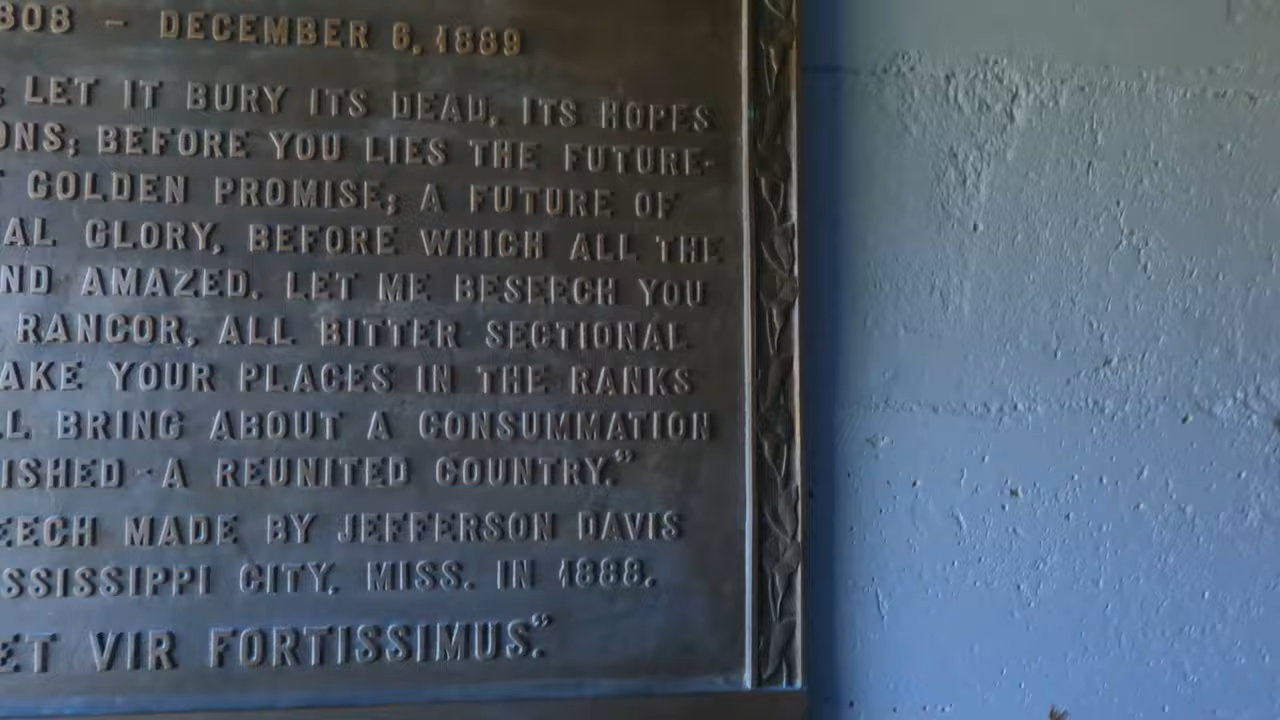 808 - DECEMBER 6, 1889
; LET IT BURY ITS DEAD, ITS HOPES
ONS; BEFORE YOU LIES THE FUTURE-
GOLDEN PROMISE; A FUTURE OF
AL GLORY, BEFORE WHICH ALL THE
ND AMAZED. LET ME BESEECH YOU
RANCOR, ALL BITTER SECTIONAL
AKE YOUR PLACES IN THE RANKS
L BRING ABOUT A CONSUMMATION
ISHED - A REUNITED COUNTRY."
EECH MADE BY JEFFERSON DAVIS
SSISSIPPI CITY, MISS. IN 1888.
ET VIR FORTISSIMUS."